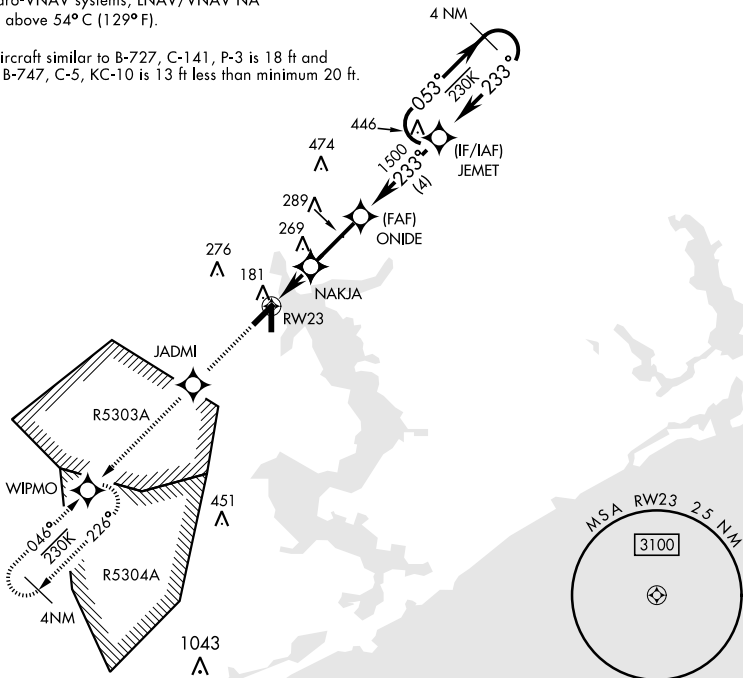 aro-VNAV systems, LNAV/VNAV NA
above 54° C (129° F).
ircraft similar to B-727, C-141, P-3 is 18 ft and
B-747, C-5, KC-10 is 13 ft less than minimum 20 ft.
4 NM
053°
230K
233°
446
(IF/IAF)
JEMET
1500
233°
(4)
474
289
(FAF)
ONIDE
269
276
181
NAKJA
RW23
JADMI
R5303A
WIPMO
046°
230K
226°
4NM
R5304A
451
1043
MSA RW23 25 NM
3100